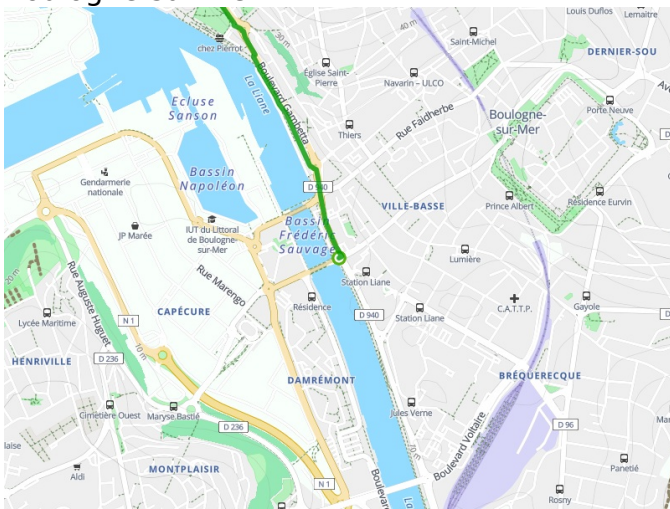 Louis Duflos
Lemaitre
chez Pierrot
30 m
40 m
Saint-Michel
DERNIER-SOU
Boulevard Gambetta
La Liane
Église Saint-
Pierre
Navarin – ULCO
Ecluse
Sanson
Porte Neuve
Boulogne-
sur-Mer
Rue Faidherbe
Thiers
Bassin
Napoléon
Gendarmerie
nationale
D 940
Résidence Eurvin
VILLE-BASSE
Prince Albert
JP Marée
IUT du Littoral
de Boulogne-
sur-Mer
Bassin
Frédéric
Sauvage
Lumière
20 m
Rue Auguste Huguet
Rue Marengo
Station Liane
Résidence
C.A.T.T.P.
Gayole
CAPÉCURE
N 1
D 940
Station Liane
Lycée Maritime
HENRIVILLE
D 236
DAMRÉMONT
BRÉQUERECQUE
Cimetière Ouest
Maryse Bastié
Jules Verne
D 236
D 96
Boulevard Voltaire
MONTPLAISIR
Aldi
N 1
Panetié
Rosny